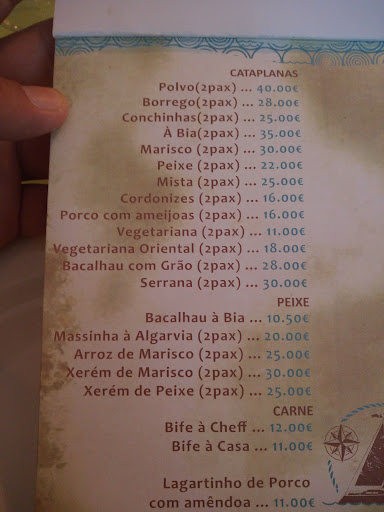 CATAPLANAS
Polvo(2pax) ... 40.00€
Borrego(2pax) ... 28.00€
Conchinhas(2pax) ... 25.00€
À Bia(2pax) ... 35.00€
Marisco (2pax) ... 30.00€
Peixe (2pax) ... 22.00€
Mista (2pax) ... 25.00€
Cordonizes (2pax) ... 16.00€
Porco com ameijoas (2pax) ... 16.00€
Vegetariana (2pax) ... 11.00€
Vegetariana Oriental (2pax) ... 18.00€
Bacalhau com Grão (2pax) ... 28.00€
Serrana (2pax) ... 30.00€
PEIXE
Bacalhau à Bia ... 10.50€
Massinha à Algarvia (2pax) ... 20.00€
Arroz de Marisco (2pax) ... 25.00€
Xerém de Marisco (2pax) ... 30.00€
Xerém de Peixe (2pax) ... 25.00€
CARNE
Bife à Cheff ... 12.00€
Bife à Casa ... 11.00€
Lagartinho de Porco
com amêndoa ... 11.00€